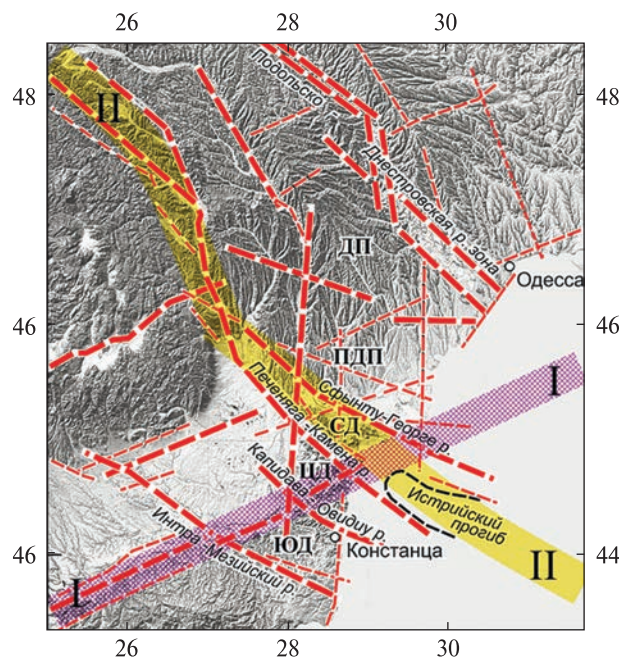 26 28 30
48 48
II
Подольско
Днестровская р. зона
Одесса
ДП
46 46
ПДП
I
Сфынту-Георге р.
Печеняга-Камена р.
СД
ЦД
Капидава-Овидиу р.
Истрийский
прогиб
Интра-Мезийский р.
ЮД
Констанца
46 44
II
I
26 28 30